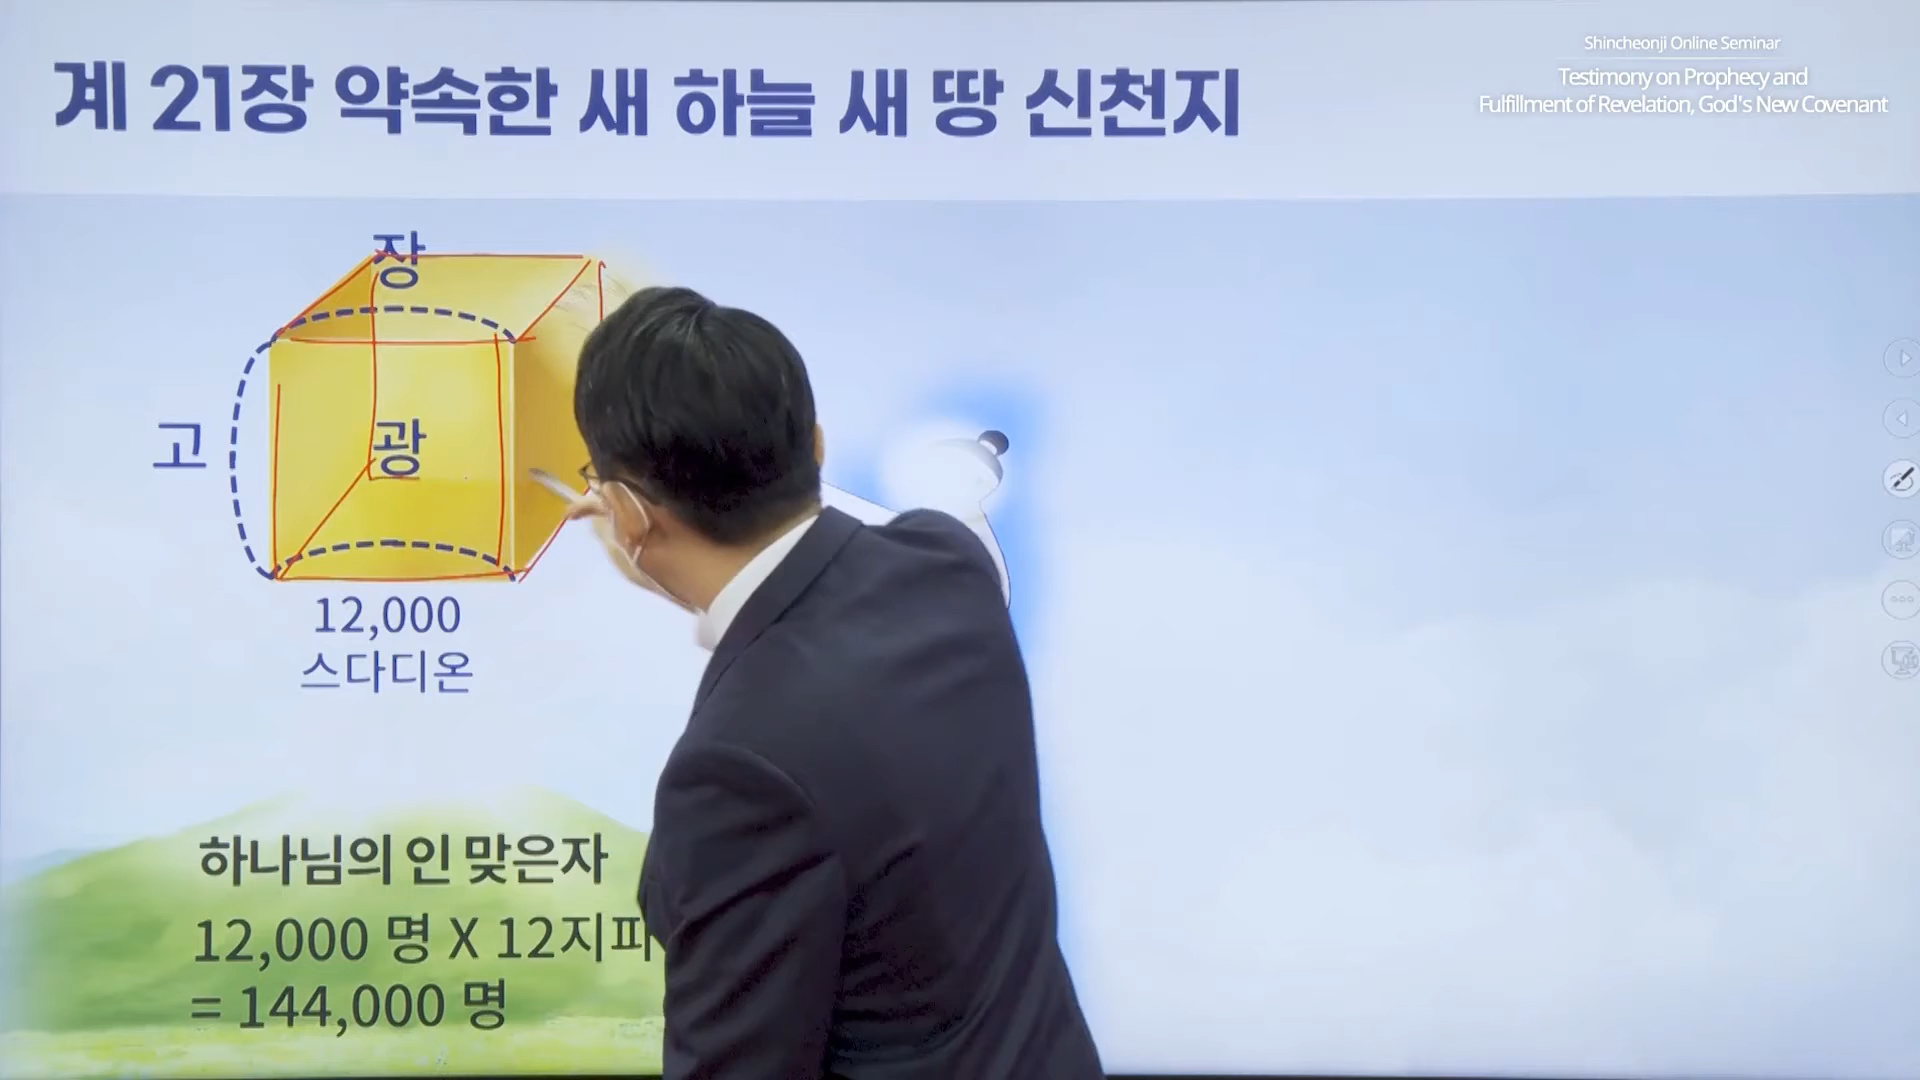 계 21장 약속한 새 하늘 새 땅 신천지
Shincheonji Online Seminar
Testimony on Prophecy and
Fulfillment of Revelation, God's New Covenant
장
고
광
12,000
스다디온
하나님의 인 맞은자
12,000 명 X 12지파
= 144,000 명